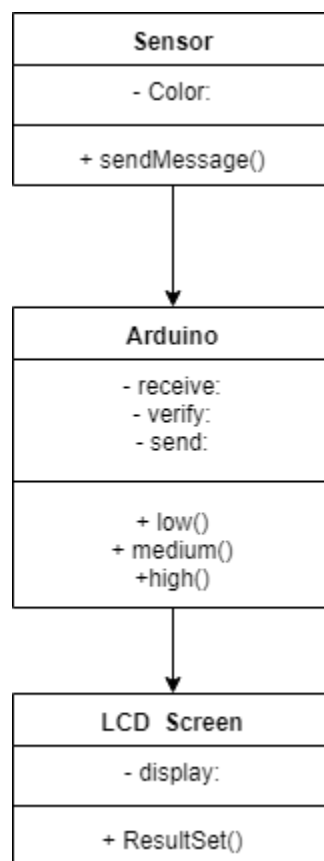 Sensor
- Color:
+ sendMessage()
Arduino
- receive:
- verify:
- send:
+ low()
+ medium()
+high()
LCD Screen
- display:
+ ResultSet()